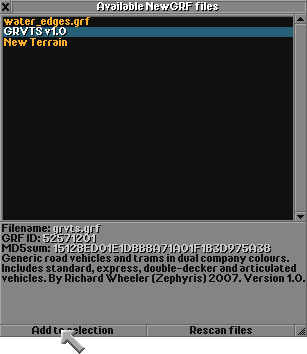 Available NewGRF files
water_edges.grf
GRVTS v1.0
New Terrain
Filename: grvts.grf
GRF ID: 52571201
MD5sum: 15128ED01E1DBB8A71A01F1B3D975A3B
Generic road vehicles and trams in dual company colours.
Includes standard, express, double-decker and articulated
vehicles. By Richard Wheeler (Zephyris) 2007. Version 1.0.
Add to selection Rescan files